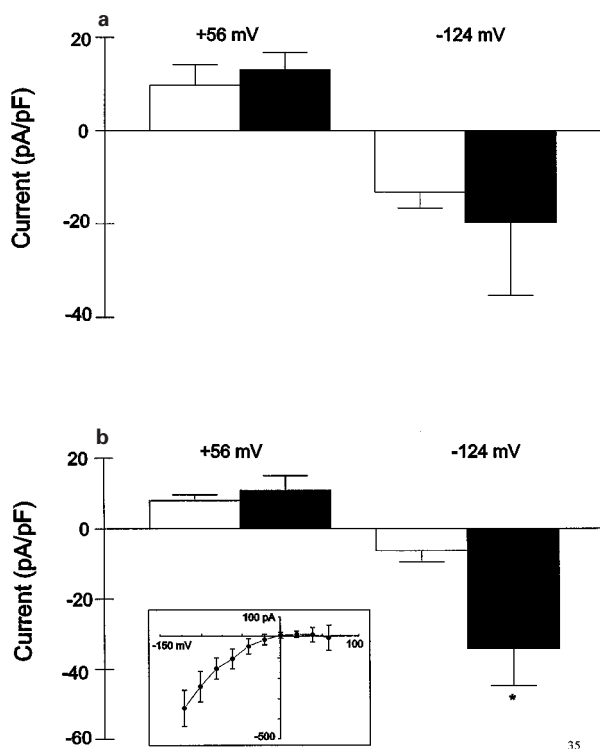 a
+56 mV
-124 mV
20
0
-20
-40
Current (pA/pF)
b
+56 mV
-124 mV
20
0
-20
-40
-60
Current (pA/pF)
*
100 pA
-150 mV
100
-500
35